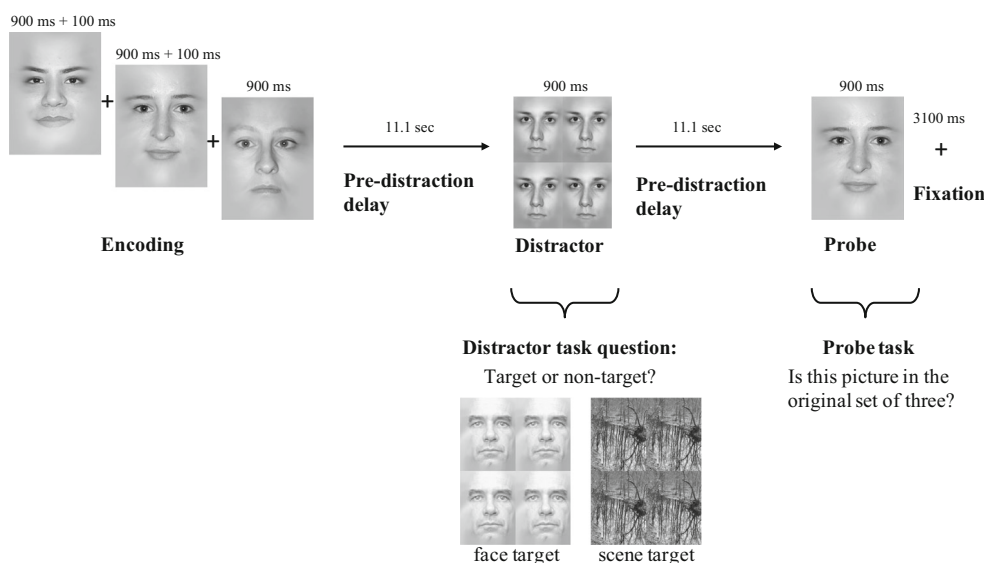 900 ms + 100 ms
900 ms + 100 ms
+
900 ms
+
Encoding
11.1 sec
Pre-distraction
delay
900 ms
Distractor
11.1 sec
Pre-distraction
delay
900 ms
Probe
3100 ms
+
Fixation
Distractor task question:
Target or non-target?
face target
scene target
Probe task
Is this picture in the
original set of three?